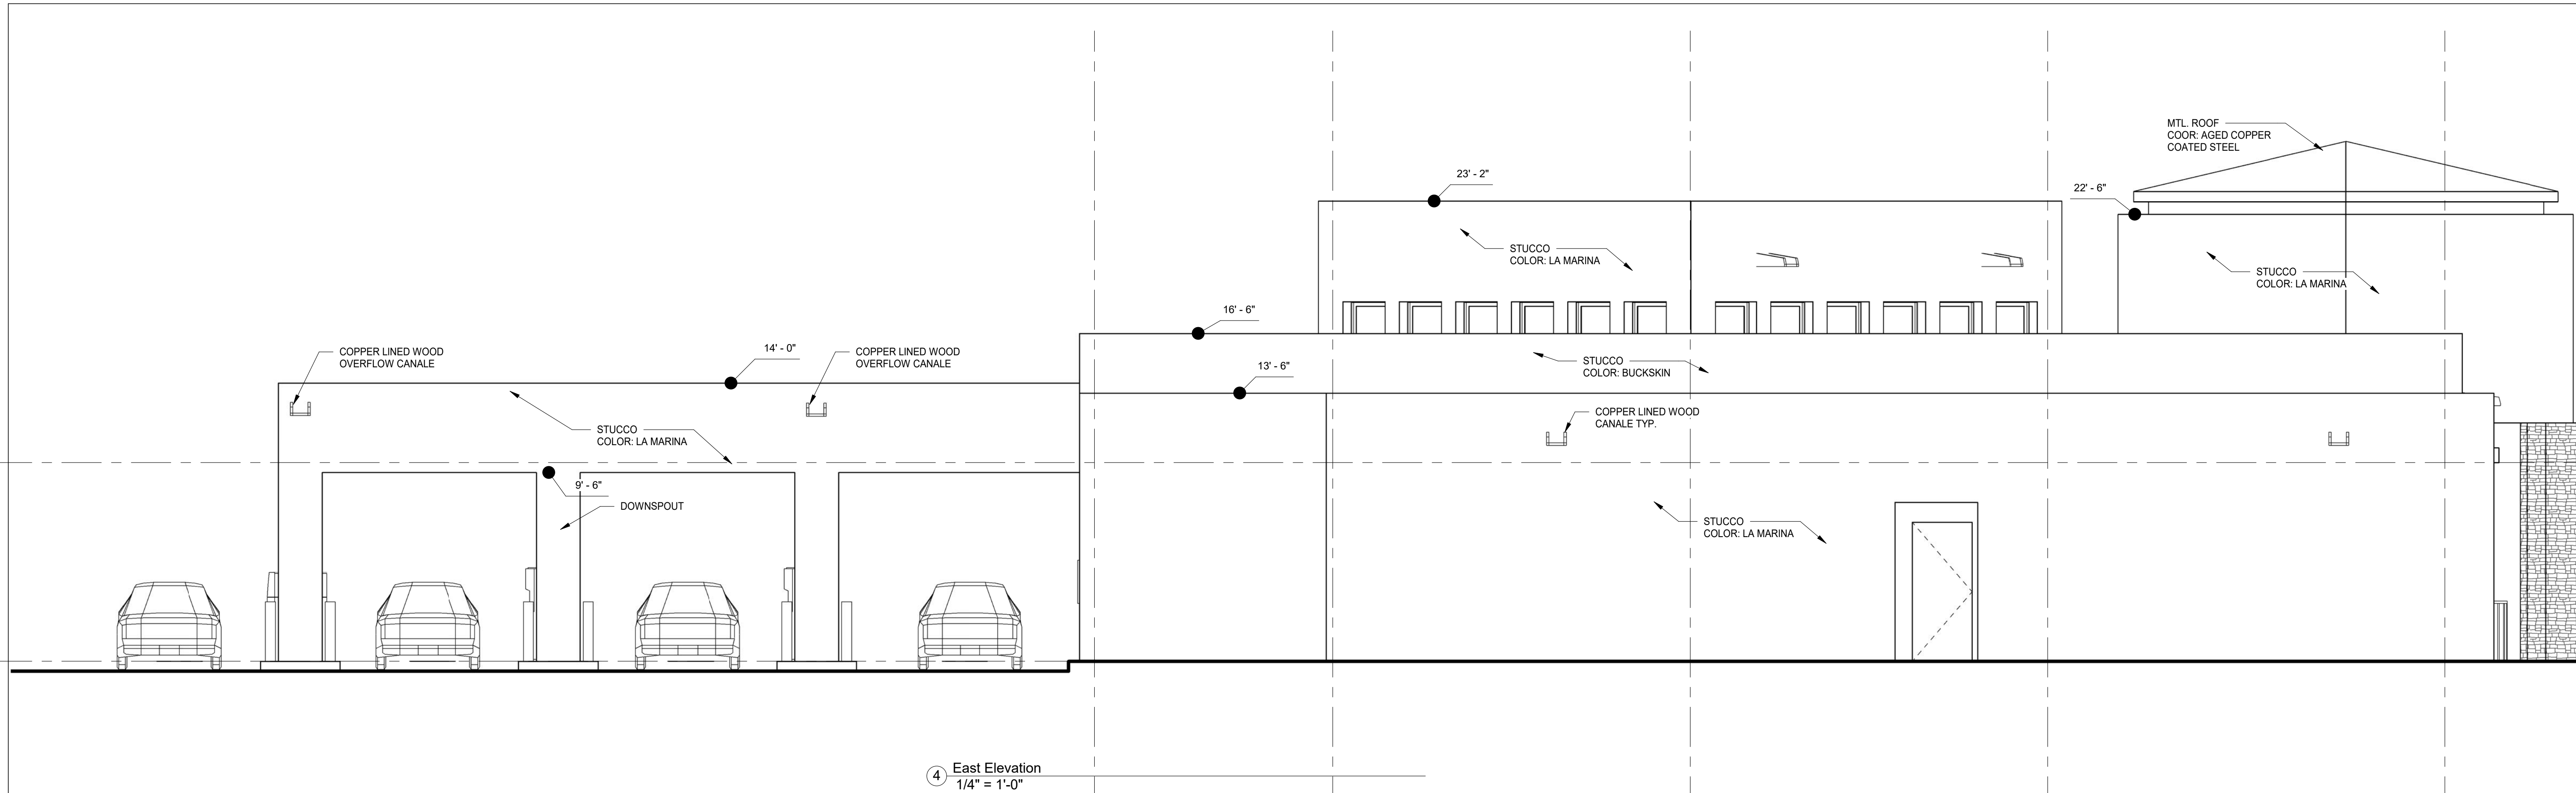 MTL. ROOF
COOR: AGED COPPER
COATED STEEL
23' - 2"
22' - 6"
STUCCO
COLOR: LA MARINA
STUCCO
COLOR: LA MARINA
16' - 6"
COPPER LINED WOOD
OVERFLOW CANALE
14' - 0"
COPPER LINED WOOD
OVERFLOW CANALE
13' - 6"
STUCCO
COLOR: BUCKSKIN
STUCCO
COLOR: LA MARINA
COPPER LINED WOOD
CANALE TYP.
9' - 6"
DOWNSPOUT
STUCCO
COLOR: LA MARINA
4
East Elevation
1/4" = 1'-0"